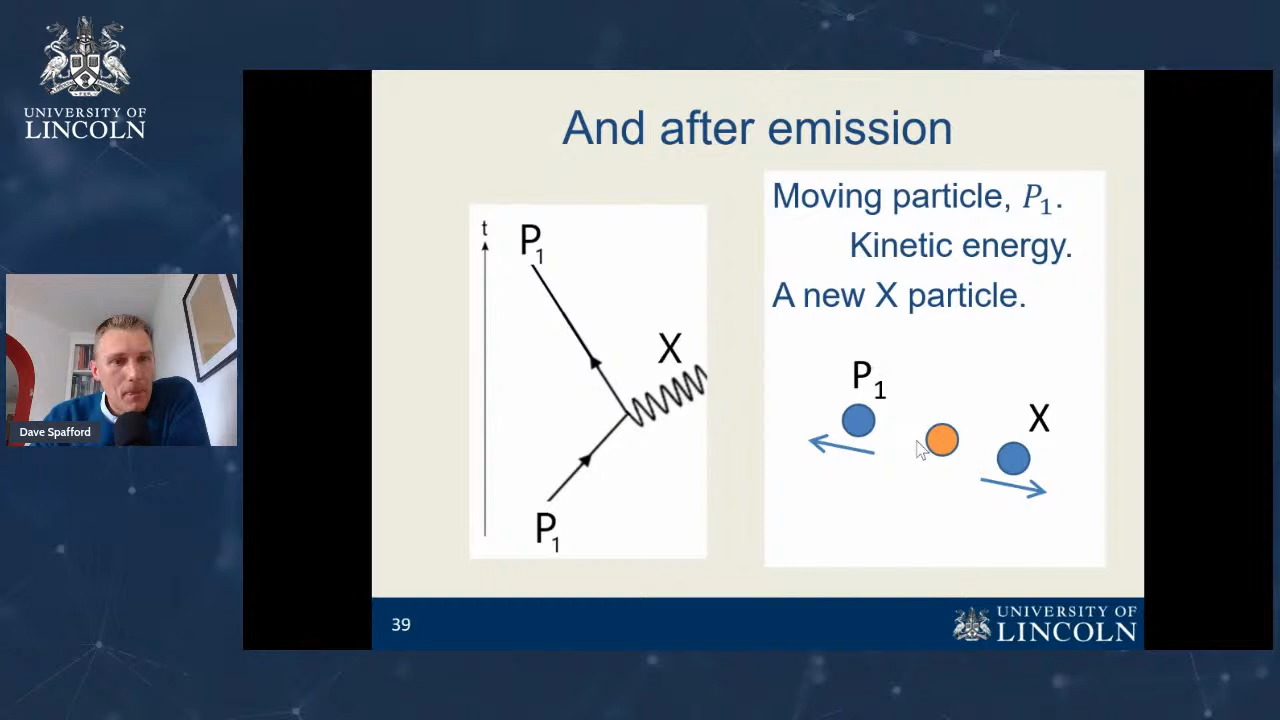 UNIVERSITY OF
LINCOLN
Dave Spafford
And after emission
t
P1
X
P1
Moving particle, P1.
Kinetic energy.
A new X particle.
P1
X
39
UNIVERSITY OF
LINCOLN